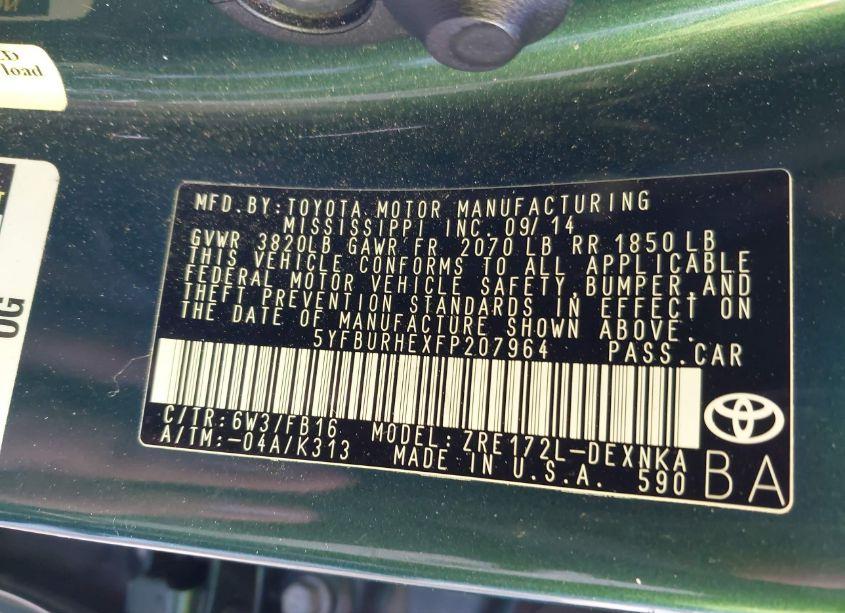 load
OG
MFD. BY: TOYOTA MOTOR MANUFACTURING
MISSISSIPPI INC. 09/14
GVWR 3820LB GAWR FR 2070 LB RR 1850 LB
THIS VEHICLE CONFORMS TO ALL APPLICABLE
FEDERAL MOTOR VEHICLE SAFETY, BUMPER, AND
THEFT PREVENTION STANDARDS IN EFFECT ON
THE DATE OF MANUFACTURE SHOWN ABOVE.
5YFBURHEXFP207964 PASS. CAR
C/TR: 6W3/FB16 MODEL: ZRE172L-DEXNKA
A/TM: -04A/K313 MADE IN U.S.A. 590 BA